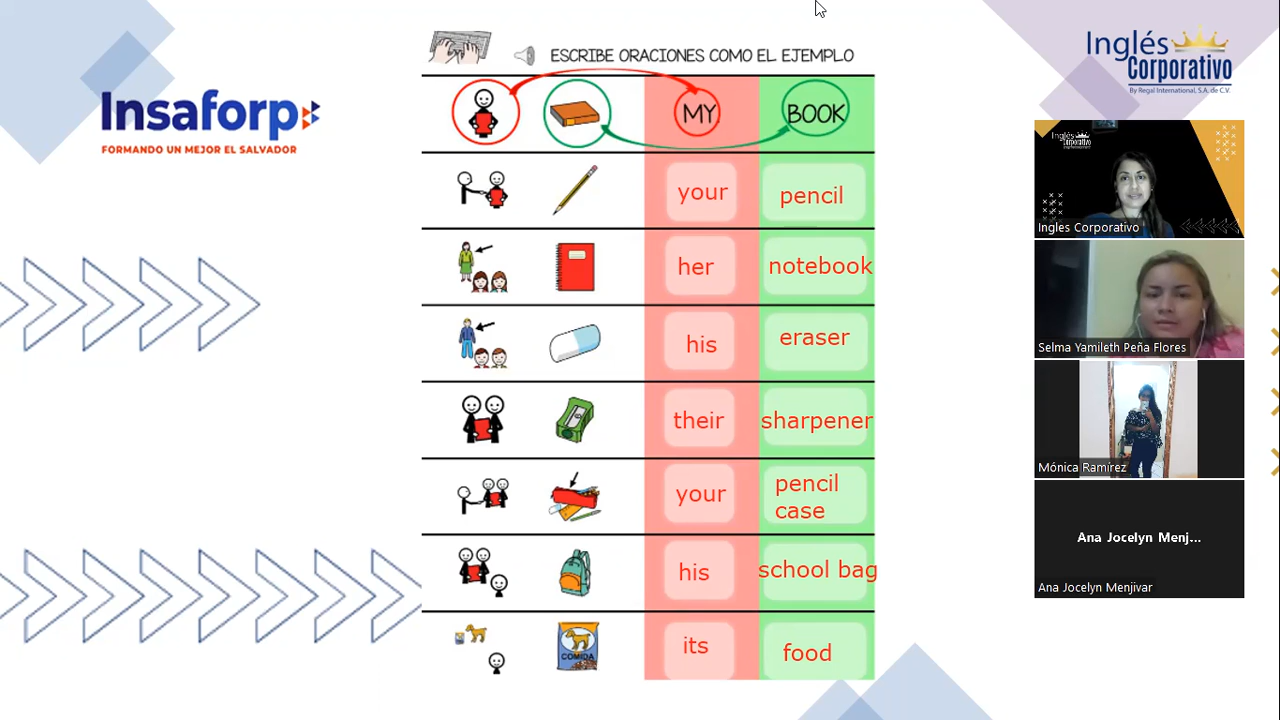 ESCRIBE ORACIONES COMO EL EJEMPLO
Insaforp
FORMANDO UN MEJOR EL SALVADOR
Inglés
Corporativo
By Regal International, S.A. de C.V.
MY BOOK
your pencil
her notebook
his eraser
their sharpener
your pencil
case
his school bag
COMIDA
its food
Inglés
Corporativo
Ingles Corporativo
Selma Yamileth Peña Flores
Mónica Ramírez
Ana Jocelyn Menj...
Ana Jocelyn Menjivar